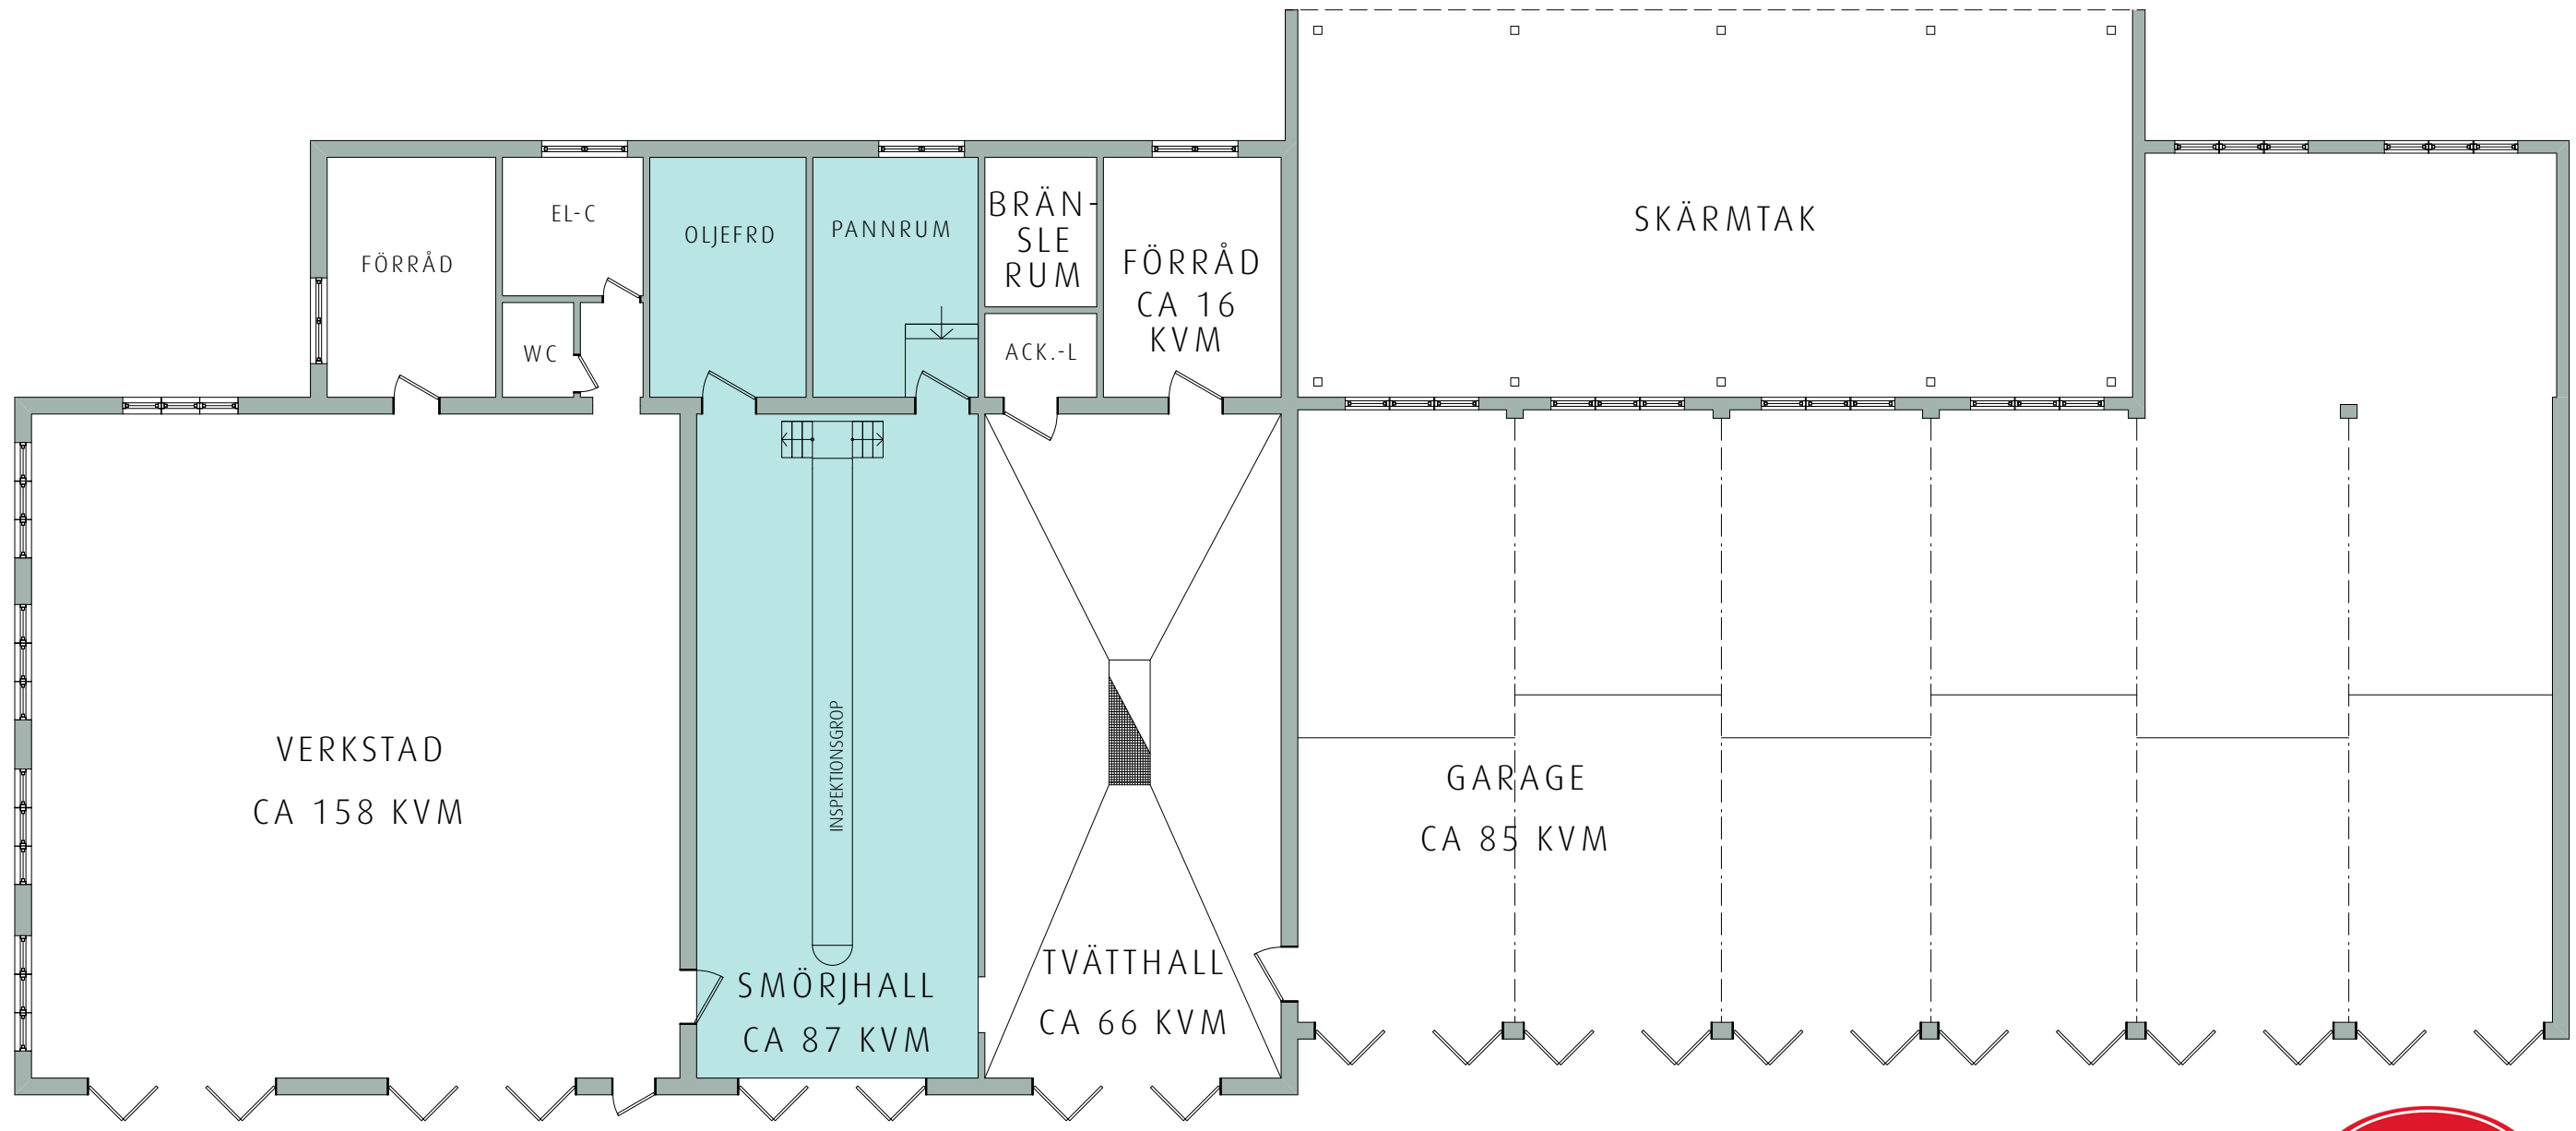 FÖRRÅD
EL-C
WC
OLJEFRD
PANNRUM
BRÄN-
SLE
RUM
ACK.-L
FÖRRÅD
CA 16
KVM
SKÄRMTAK
VERKSTAD
CA 158 KVM
INSPEKTIONSGROP
SMÖRJHALL
CA 87 KVM
TVÄTTHALL
CA 66 KVM
GARAGE
CA 85 KVM